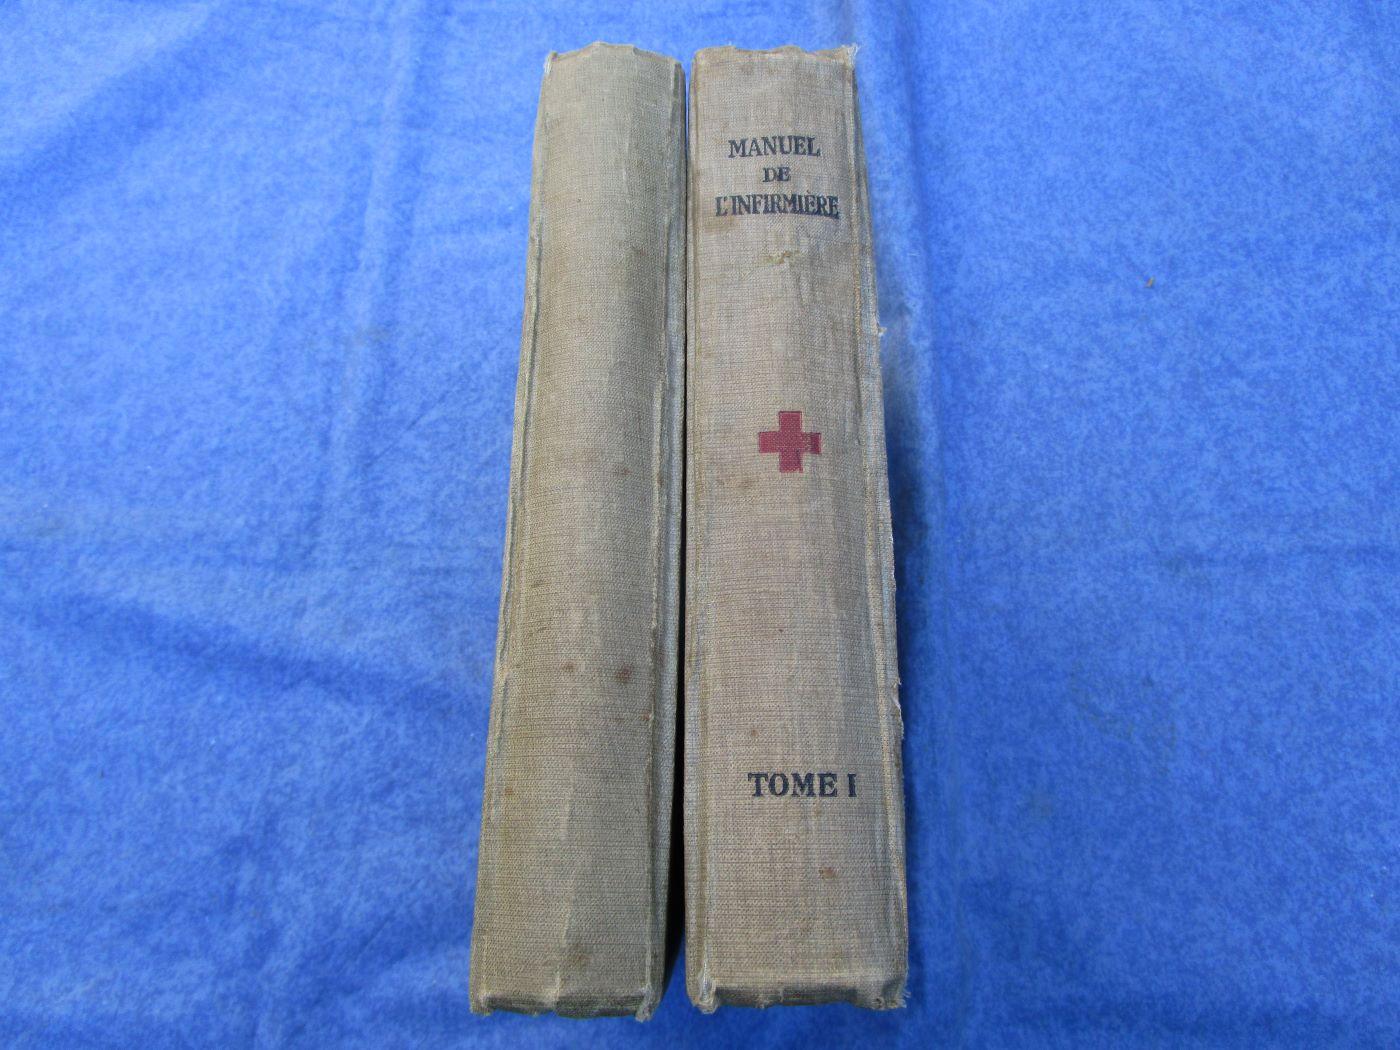 MANUEL
DE
L'INFIRMIÈRE
TOME I